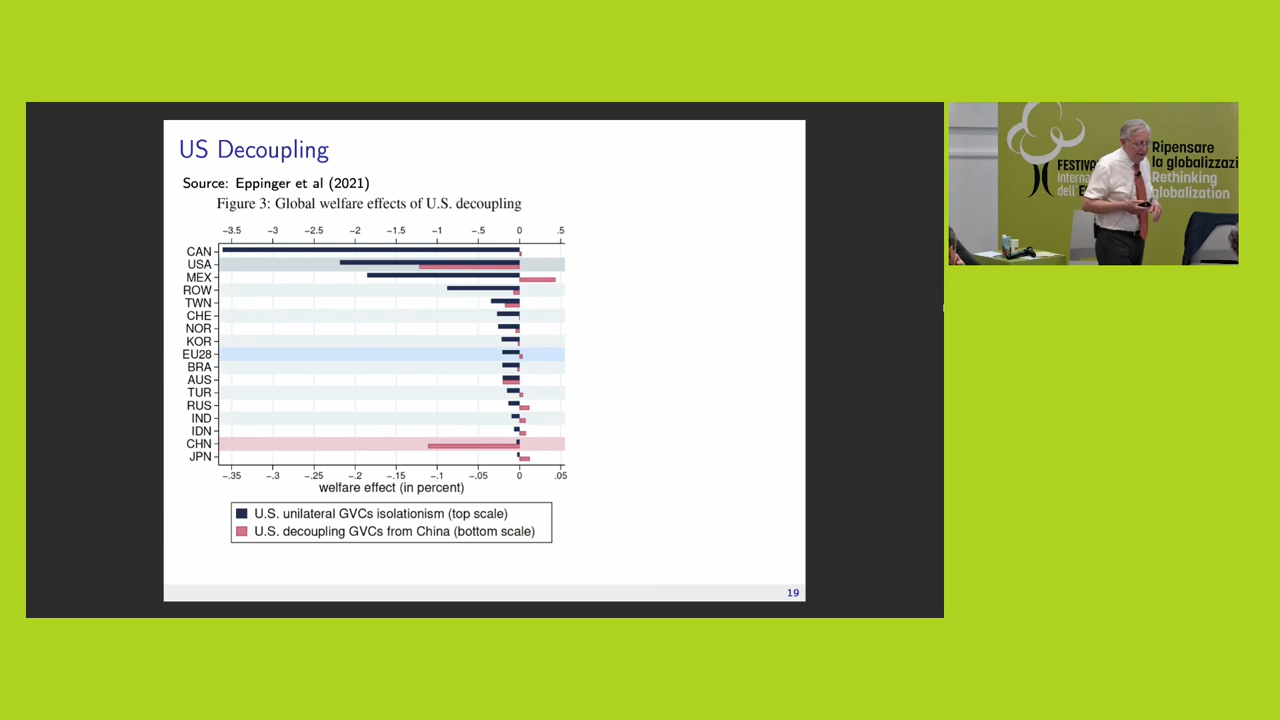 US Decoupling
Source: Eppinger et al (2021)
Figure 3: Global welfare effects of U.S. decoupling
−3.5 −3 −2.5 −2 −1.5 −1 −.5 0 .5
CAN
USA
MEX
ROW
TWN
CHE
NOR
KOR
EU28
BRA
AUS
TUR
RUS
IND
IDN
CHN
JPN
−.35 −.3 −.25 −.2 −.15 −.1 −.05 0 .05
welfare effect (in percent)
U.S. unilateral GVCs isolationism (top scale)
U.S. decoupling GVCs from China (bottom scale)
19
FESTIV
interna
dell'E
Ripensare
la globalizzazi
Rethinking
globalization